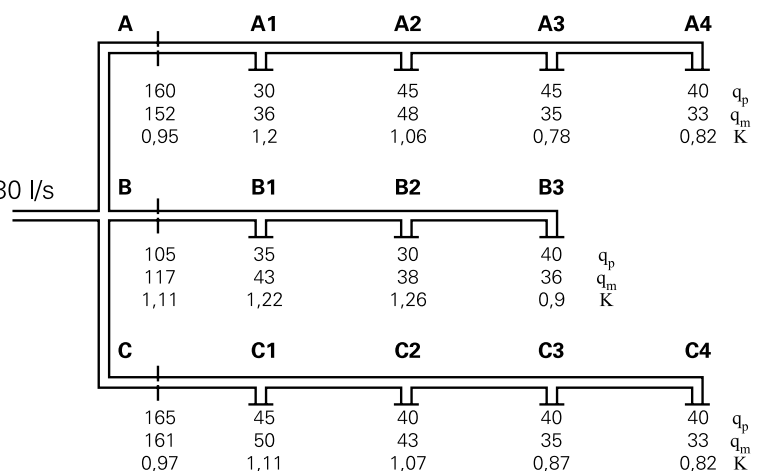 A A1 A2 A3 A4
160 30 45 45 40 qp
152 36 48 35 33 qm
0,95 1,2 1,06 0,78 0,82 K
30 l/s
B B1 B2 B3
105 35 30 40 qp
117 43 38 36 qm
1,11 1,22 1,26 0,9 K
C C1 C2 C3 C4
165 45 40 40 40 qp
161 50 43 35 33 qm
0,97 1,11 1,07 0,87 0,82 K